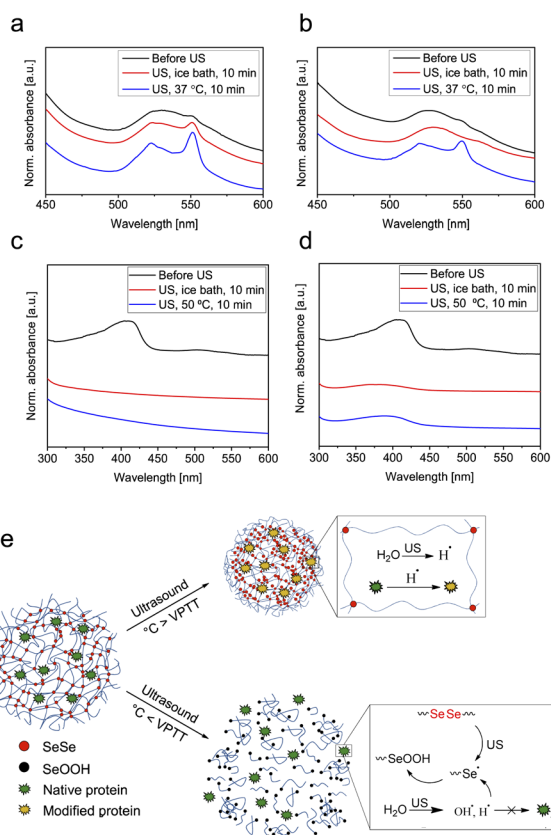 a
Norm. absorbance [a.u.]
Before US
US, ice bath, 10 min
US, 37 °C, 10 min
450 500 550 600
Wavelength [nm]
b
Norm. absorbance [a.u.]
Before US
US, ice bath, 10 min
US, 37 °C, 10 min
450 500 550 600
Wavelength [nm]
c
Norm. abosrbance [a.u.]
Before US
US, ice bath, 10 min
US, 50 ºC, 10 min
300 350 400 450 500 550 600
Wavelength [nm]
d
Norm. abosrbance [a.u.]
Before US
US, ice bath, 10 min
US, 50 °C, 10 min
300 350 400 450 500 550 600
Wavelength [nm]
e
Ultrasound
°C > VPTT
H₂O US H•
H•
Ultrasound
°C < VPTT
SeSe
SeOOH
Native protein
Modified protein
SeSe
US
SeOOH
Se•
H₂O US OH•, H•